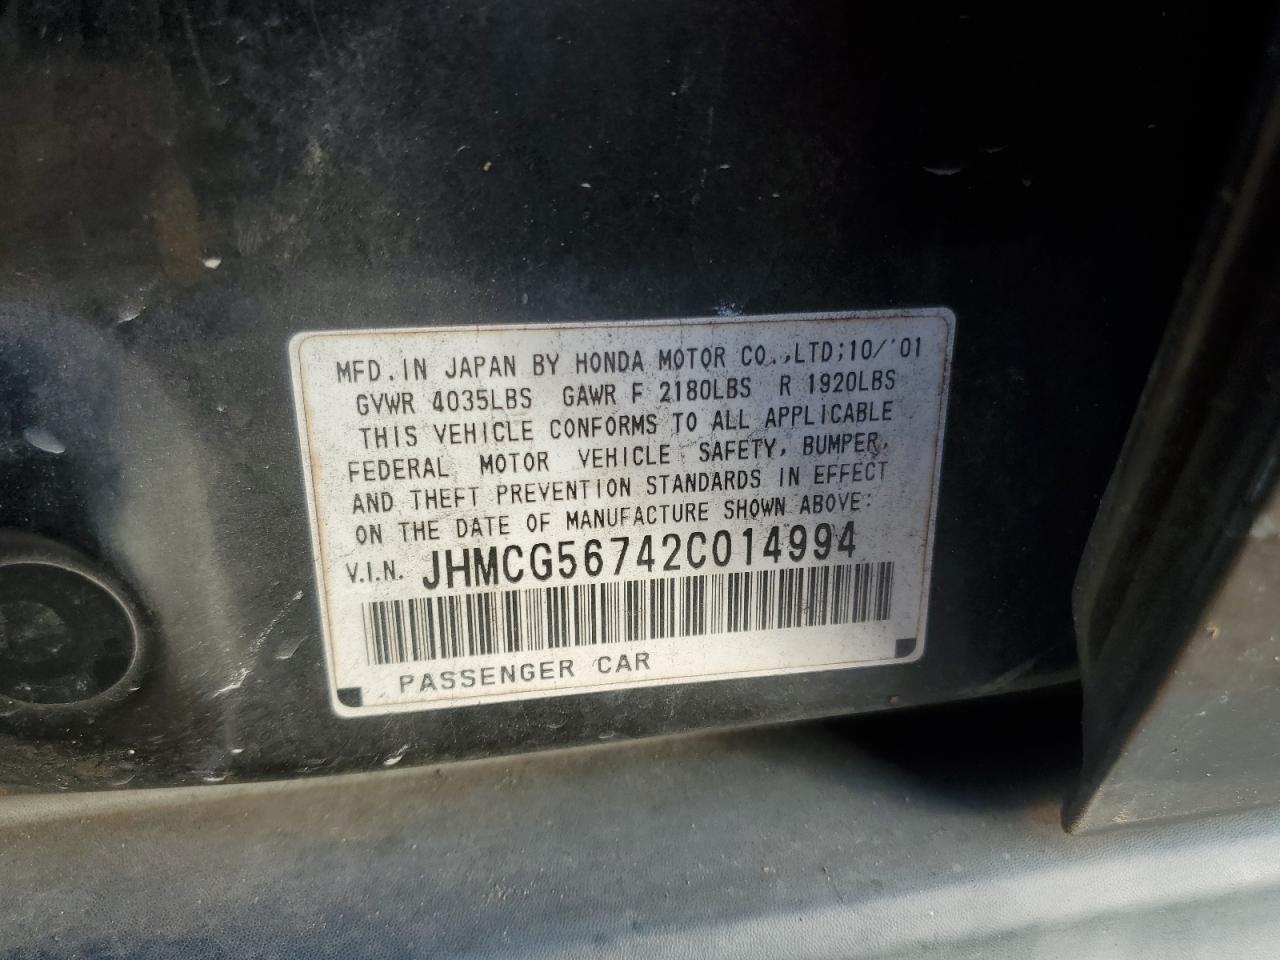 MFD. IN JAPAN BY HONDA MOTOR CO.,LTD;10/'01
GVWR 4035LBS GAWR F 2180LBS R 1920LBS
THIS VEHICLE CONFORMS TO ALL APPLICABLE
FEDERAL MOTOR VEHICLE SAFETY, BUMPER,
AND THEFT PREVENTION STANDARDS IN EFFECT
ON THE DATE OF MANUFACTURE SHOWN ABOVE:
V.I.N. JHMCG56742C014994
PASSENGER CAR